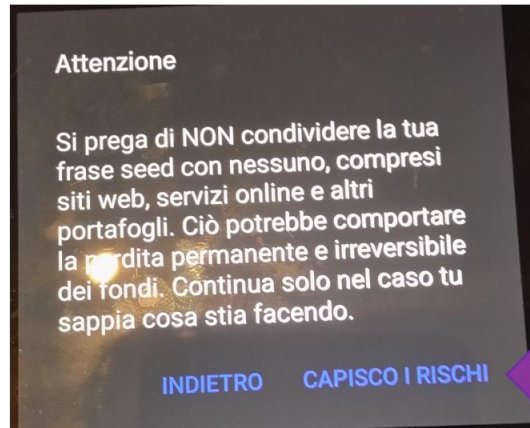 Attenzione
Si prega di NON condividere la tua
frase seed con nessuno, compresi
siti web, servizi online e altri
portafogli. Ciò potrebbe comportare
la perdita permanente e irreversibile
dei fondi. Continua solo nel caso tu
sappia cosa stia facendo.
INDIETRO CAPISCO I RISCHI